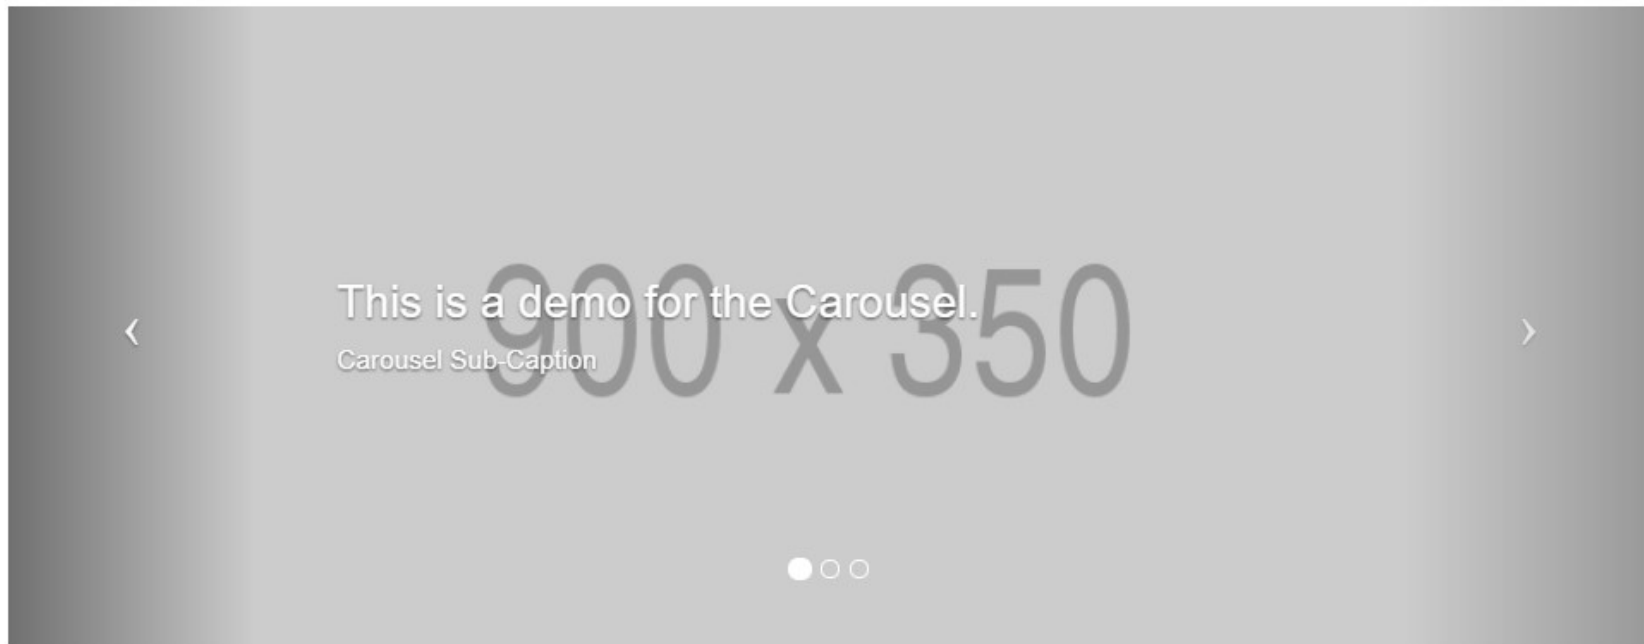 This is a demo for the Carousel.
900 x 350
Carousel Sub-Caption